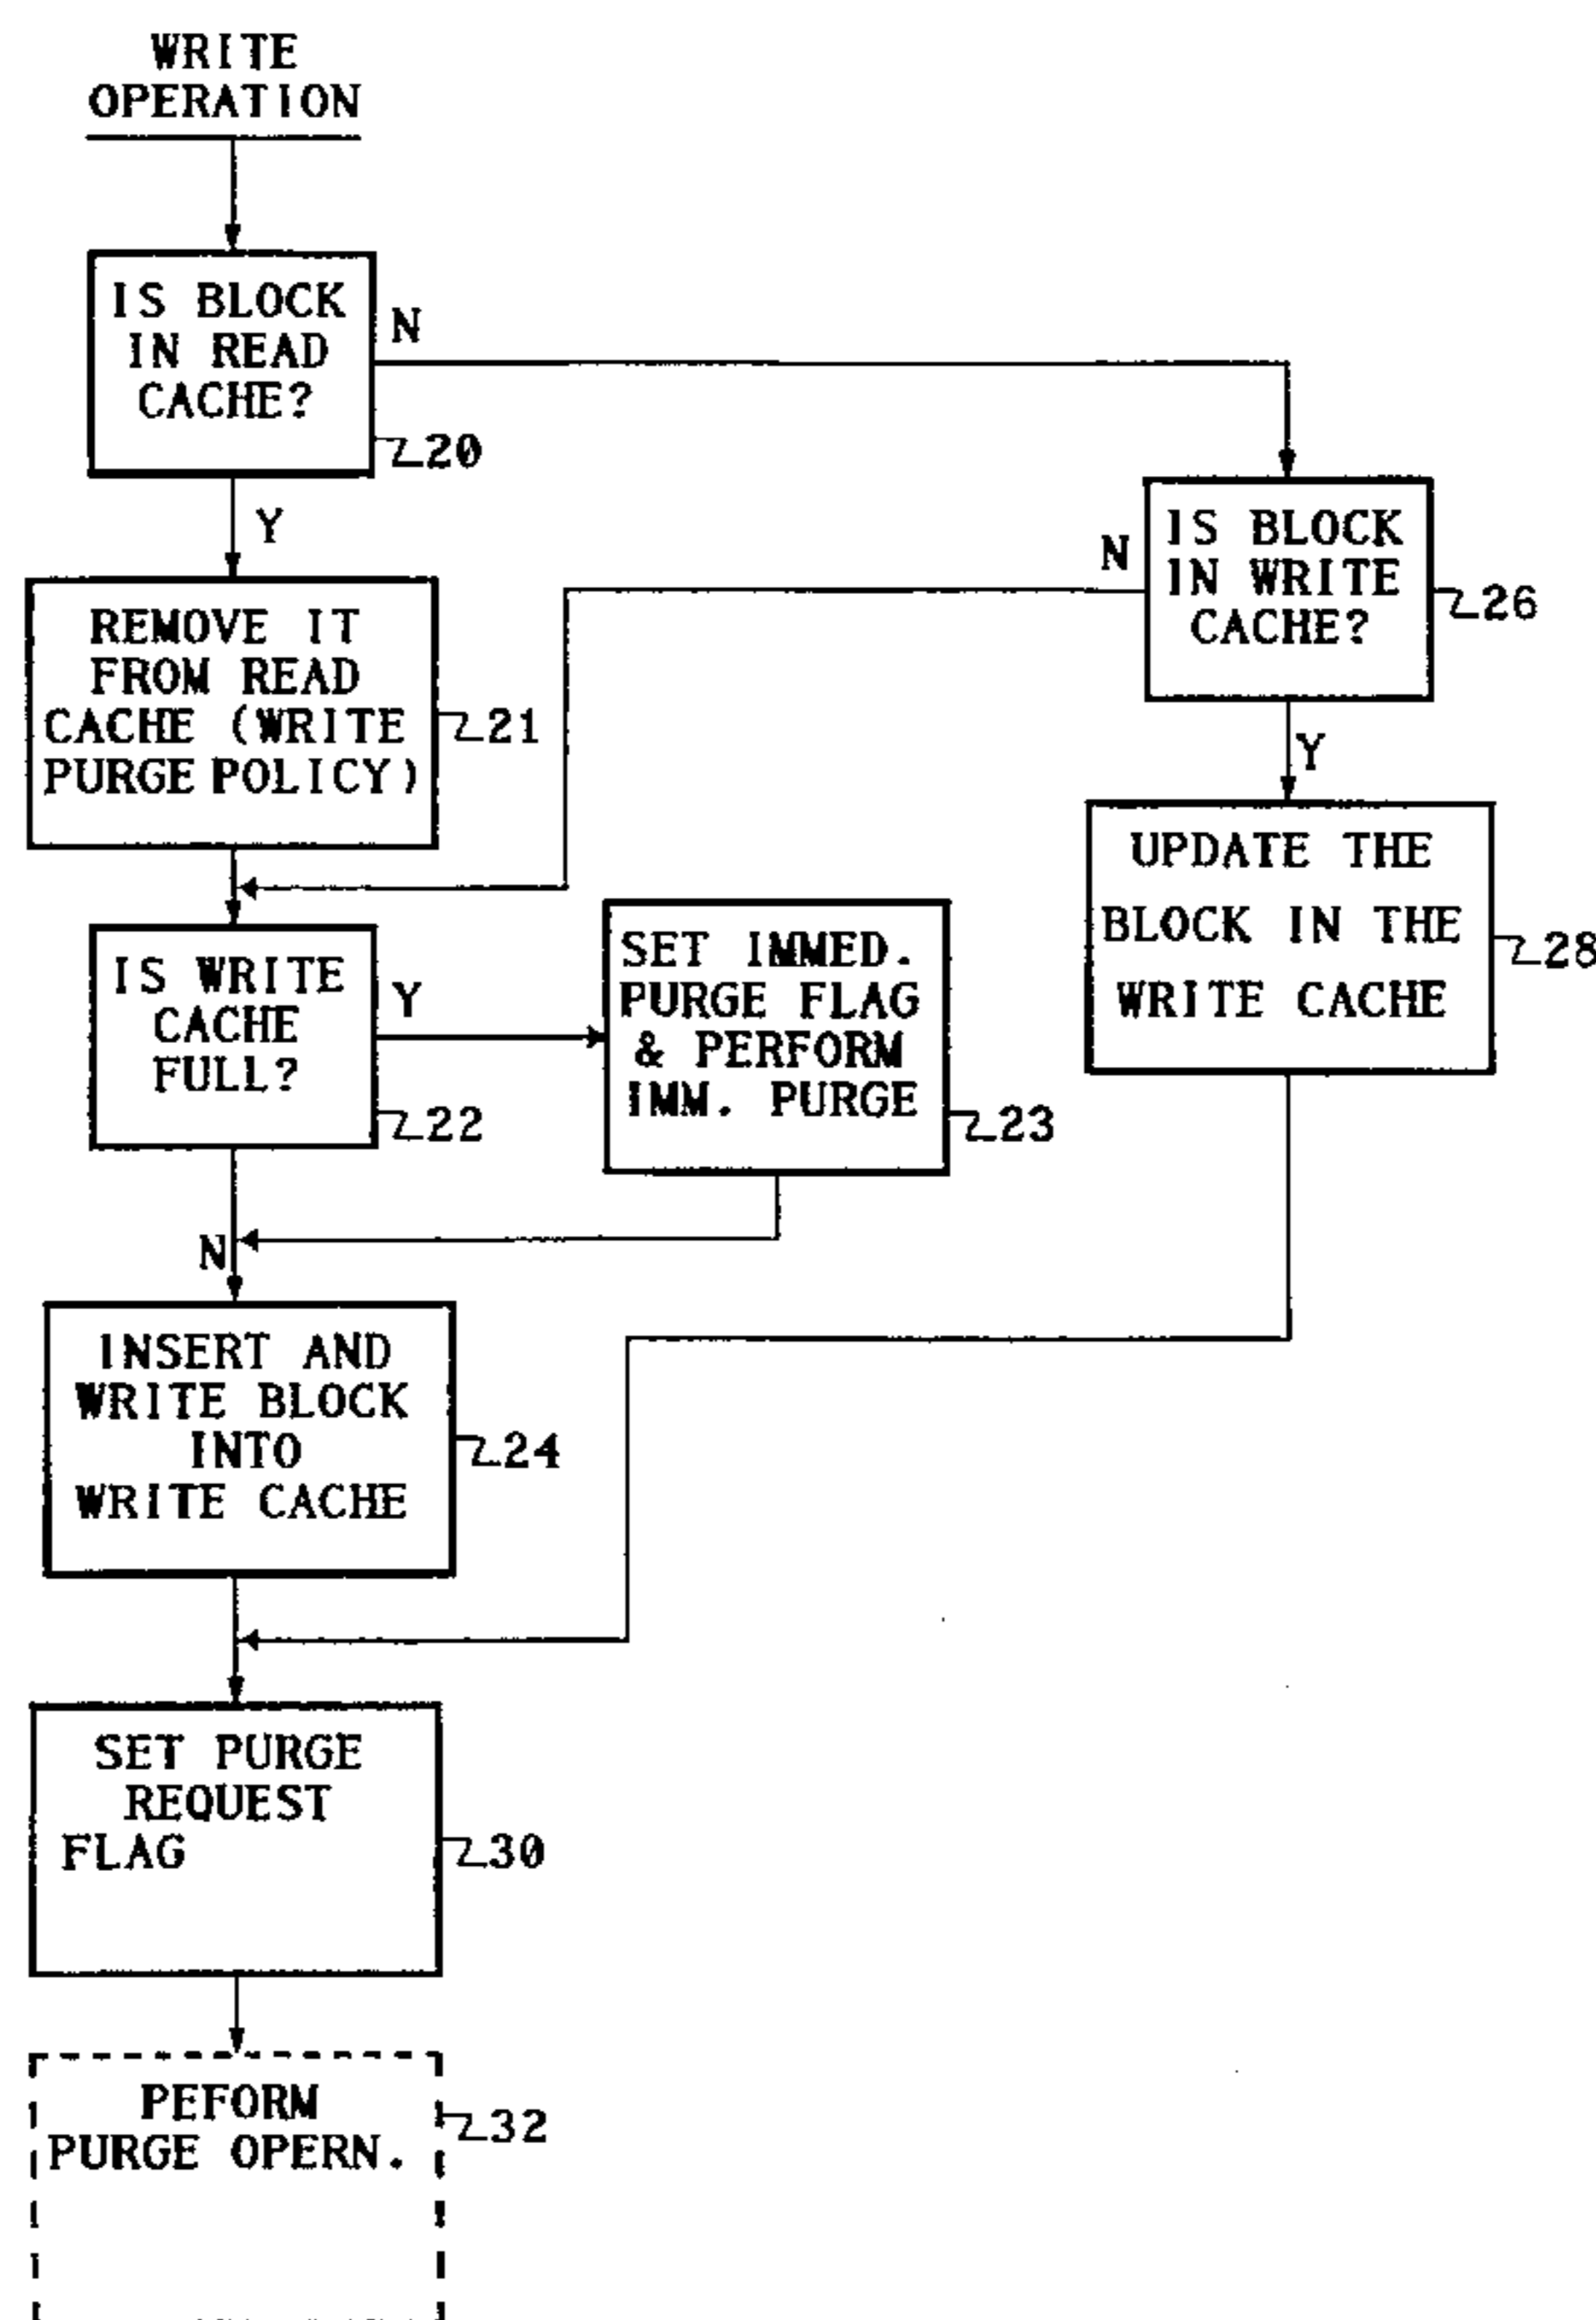 WRITE
OPERATION
IS BLOCK
IN READ
CACHE?
N
20
Y
REMOVE IT
FROM READ
CACHE (WRITE
PURGE POLICY)
21
IS BLOCK
IN WRITE
CACHE?
N
26
Y
UPDATE THE
BLOCK IN THE
WRITE CACHE
28
IS WRITE
CACHE
FULL?
Y
22
SET IMMED.
PURGE FLAG
& PERFORM
IMM. PURGE
23
N
INSERT AND
WRITE BLOCK
INTO
WRITE CACHE
24
SET PURGE
REQUEST
FLAG
30
PEFORM
PURGE OPERN.
32